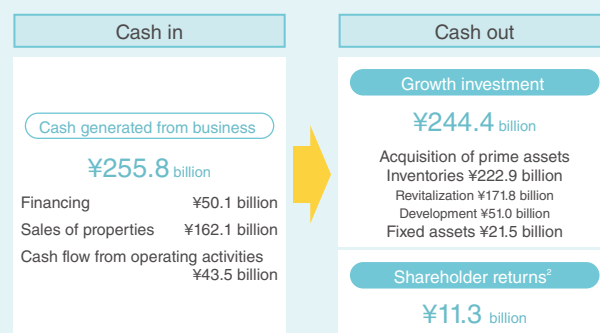 Cash in
Cash generated from business
¥255.8 billion
Financing ¥50.1 billion
Sales of properties ¥162.1 billion
Cash flow from operating activities
¥43.5 billion
Cash out
Growth investment
¥244.4 billion
Acquisition of prime assets
Inventories ¥222.9 billion
Revitalization ¥171.8 billion
Development ¥51.0 billion
Fixed assets ¥21.5 billion
Shareholder returns²
¥11.3 billion